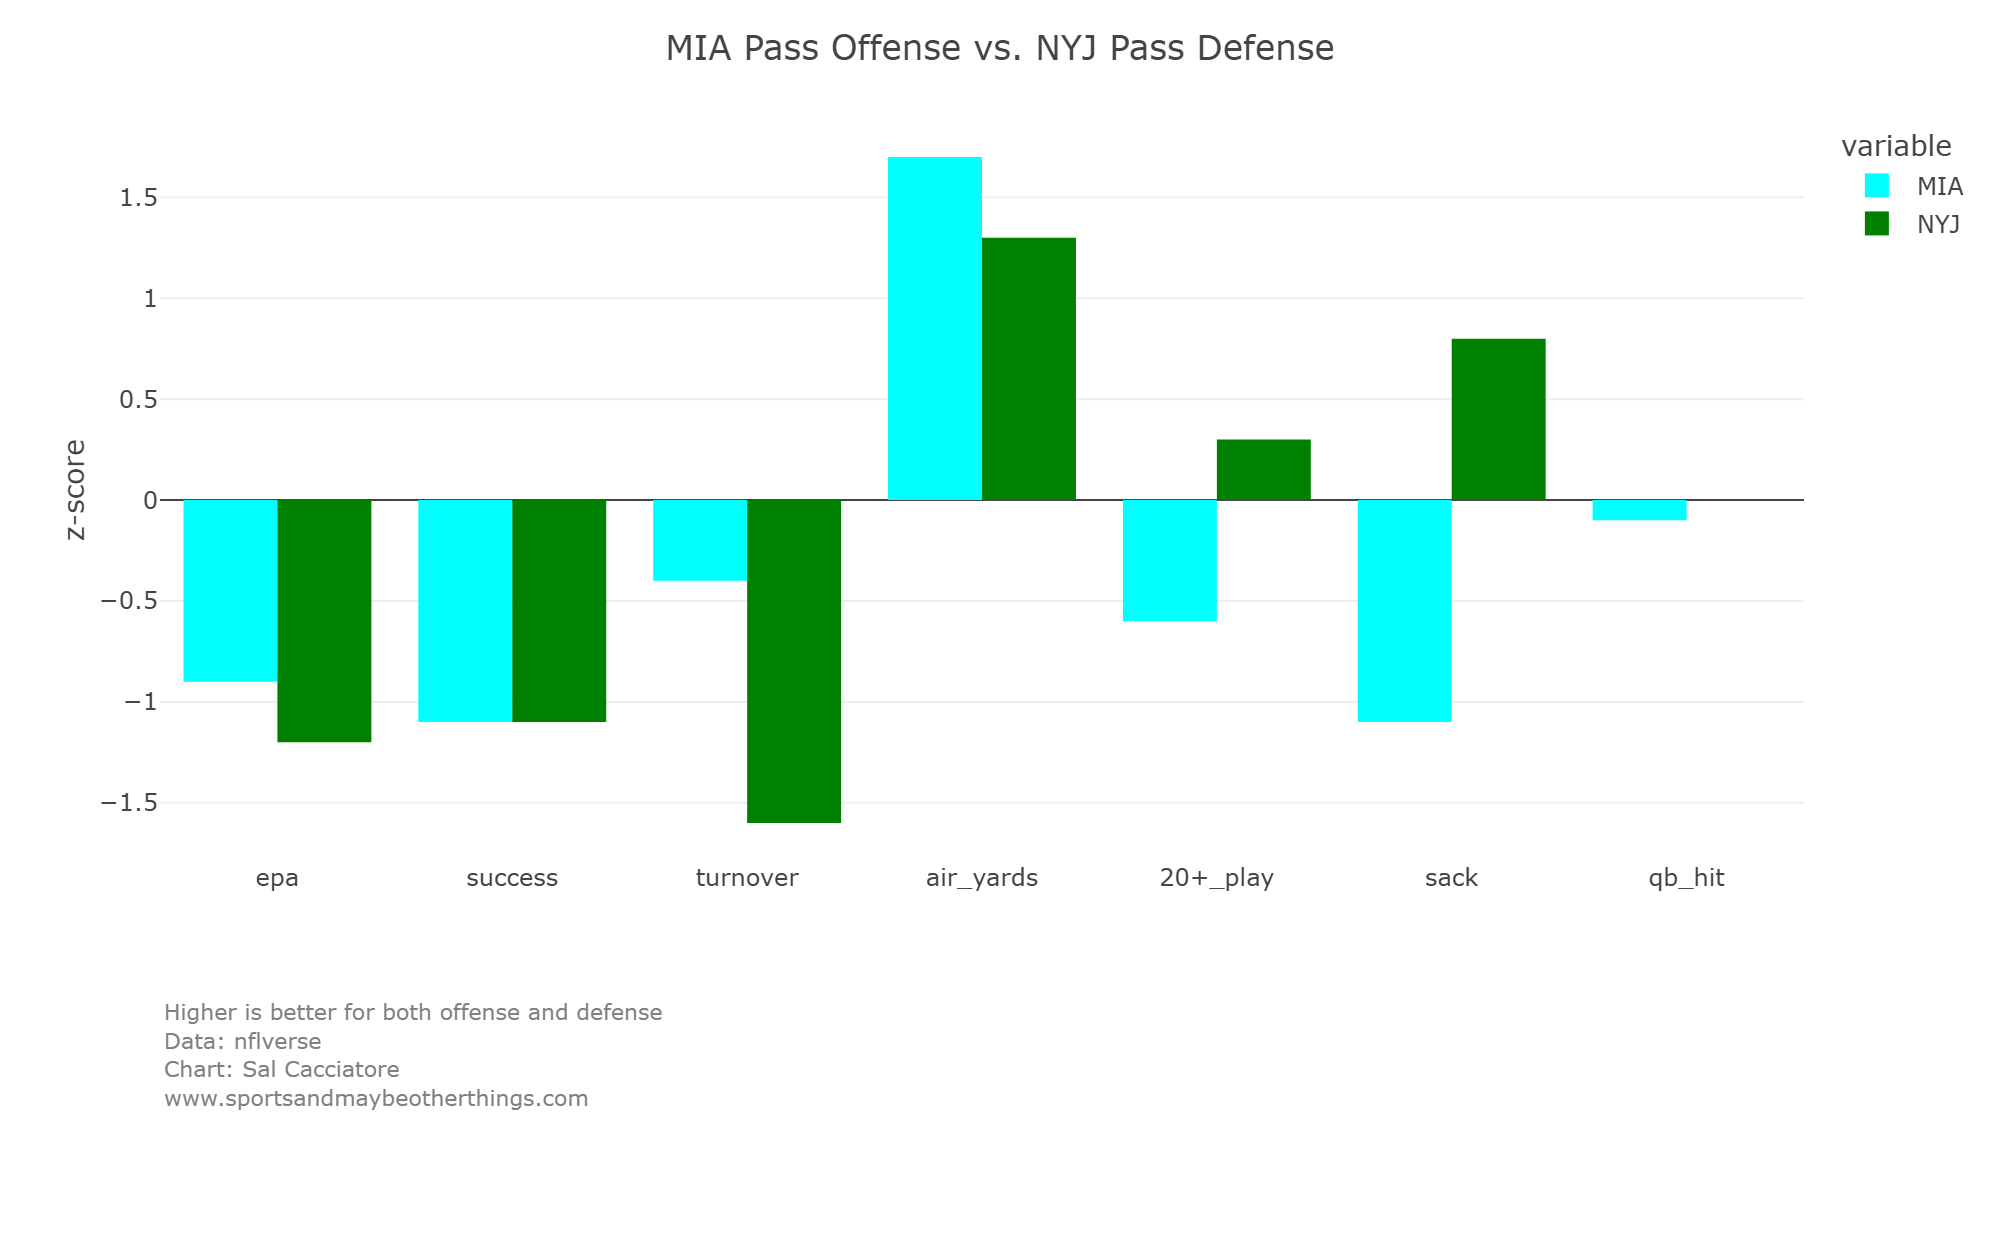 MIA Pass Offense vs. NYJ Pass Defense
variable
MIA
NYJ
1.5
1
0.5
0
−0.5
−1
−1.5
z-score
epa success turnover air_yards 20+_play sack qb_hit
Higher is better for both offense and defense
Data: nflverse
Chart: Sal Cacciatore
www.sportsandmaybeotherthings.com